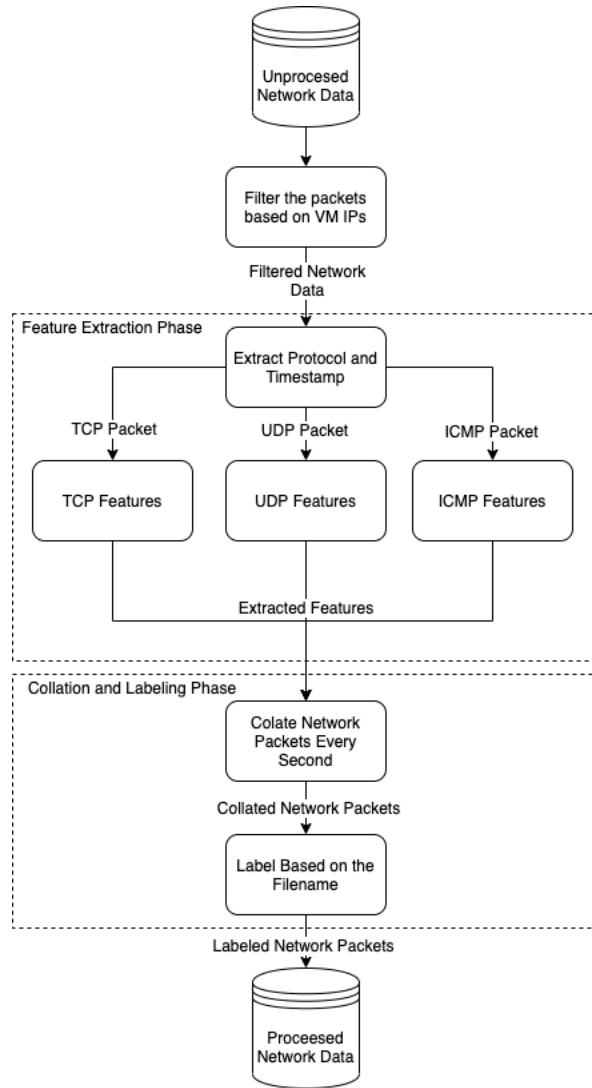 Unprocesed
Network Data
Filter the packets
based on VM IPs
Filtered Network
Data
Feature Extraction Phase
Extract Protocol and
Timestamp
TCP Packet
UDP Packet
ICMP Packet
TCP Features
UDP Features
ICMP Features
Extracted Features
Collation and Labeling Phase
Colate Network
Packets Every
Second
Collated Network Packets
Label Based on the
Filename
Labeled Network Packets
Proceesed
Network Data